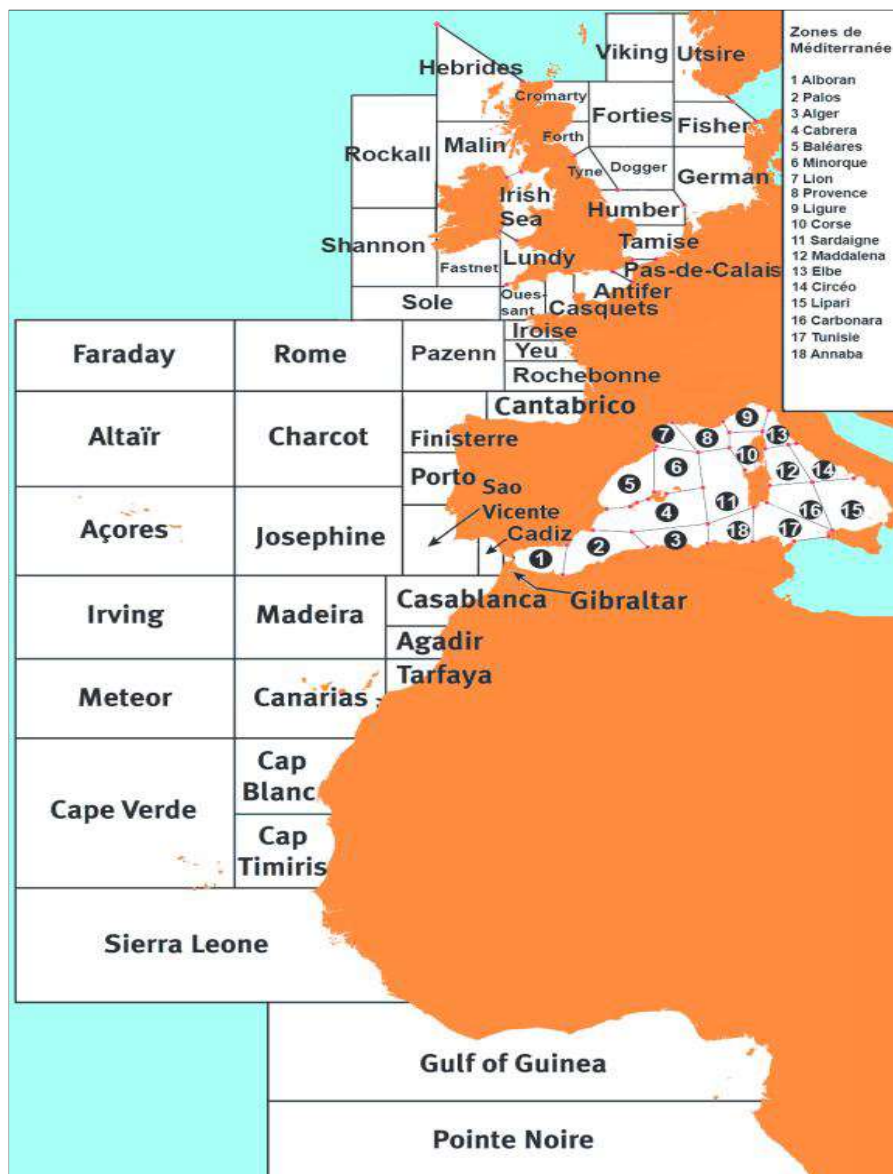 Viking
Utsire
Hebrides
Cromarty
Forties
Fisher
Rockall
Malin
Forth
Tyne
Dogger
German
Irish
Sea
Humber
Shannon
Tamise
Fastnet
Lundy
Pas-de-Calais
Sole
Oues-
sant
Casquets
Antifer
Iroise
Faraday
Rome
Pazenn
Yeu
Rochebonne
Cantabrico
Altaïr
Charcot
Finisterre
Porto
Sao
Vicente
Açores
Josephine
Cadiz
Irving
Madeira
Casablanca
Gibraltar
Agadir
Meteor
Canarias
Tarfaya
Cape Verde
Cap
Blanc
Cap
Timiris
Sierra Leone
Gulf of Guinea
Pointe Noire
9
7
8
13
10
6
12
14
5
11
4
16
15
1
2
3
18
17
Zones de
Méditerranée
1 Alboran
2 Palos
3 Alger
4 Cabrera
5 Baléares
6 Minorque
7 Lion
8 Provence
9 Ligure
10 Corse
11 Sardaigne
12 Maddalena
13 Elbe
14 Circéo
15 Lipari
16 Carbonara
17 Tunisie
18 Annaba